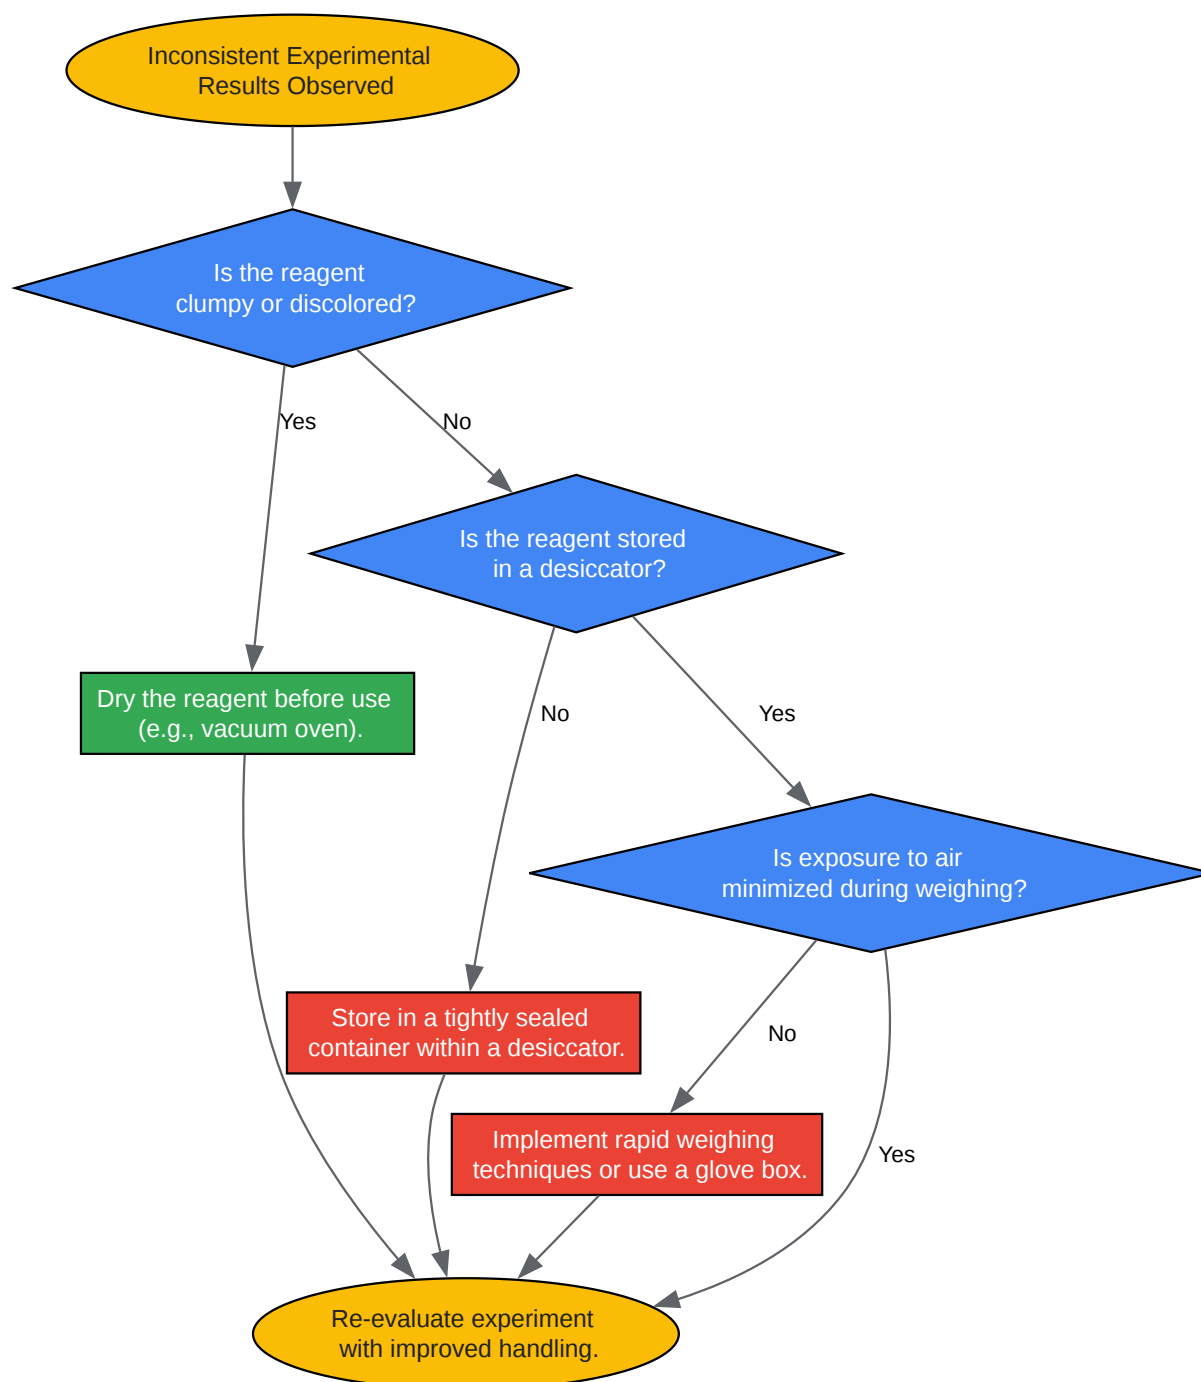 Inconsistent Experimental
Results Observed
Is the reagent
clumpy or discolored?
Yes
No
Is the reagent stored
in a desiccator?
Dry the reagent before use
(e.g., vacuum oven).
No
Yes
Is exposure to air
minimized during weighing?
Store in a tightly sealed
container within a desiccator.
No
Implement rapid weighing
techniques or use a glove box.
Yes
Re-evaluate experiment
with improved handling.